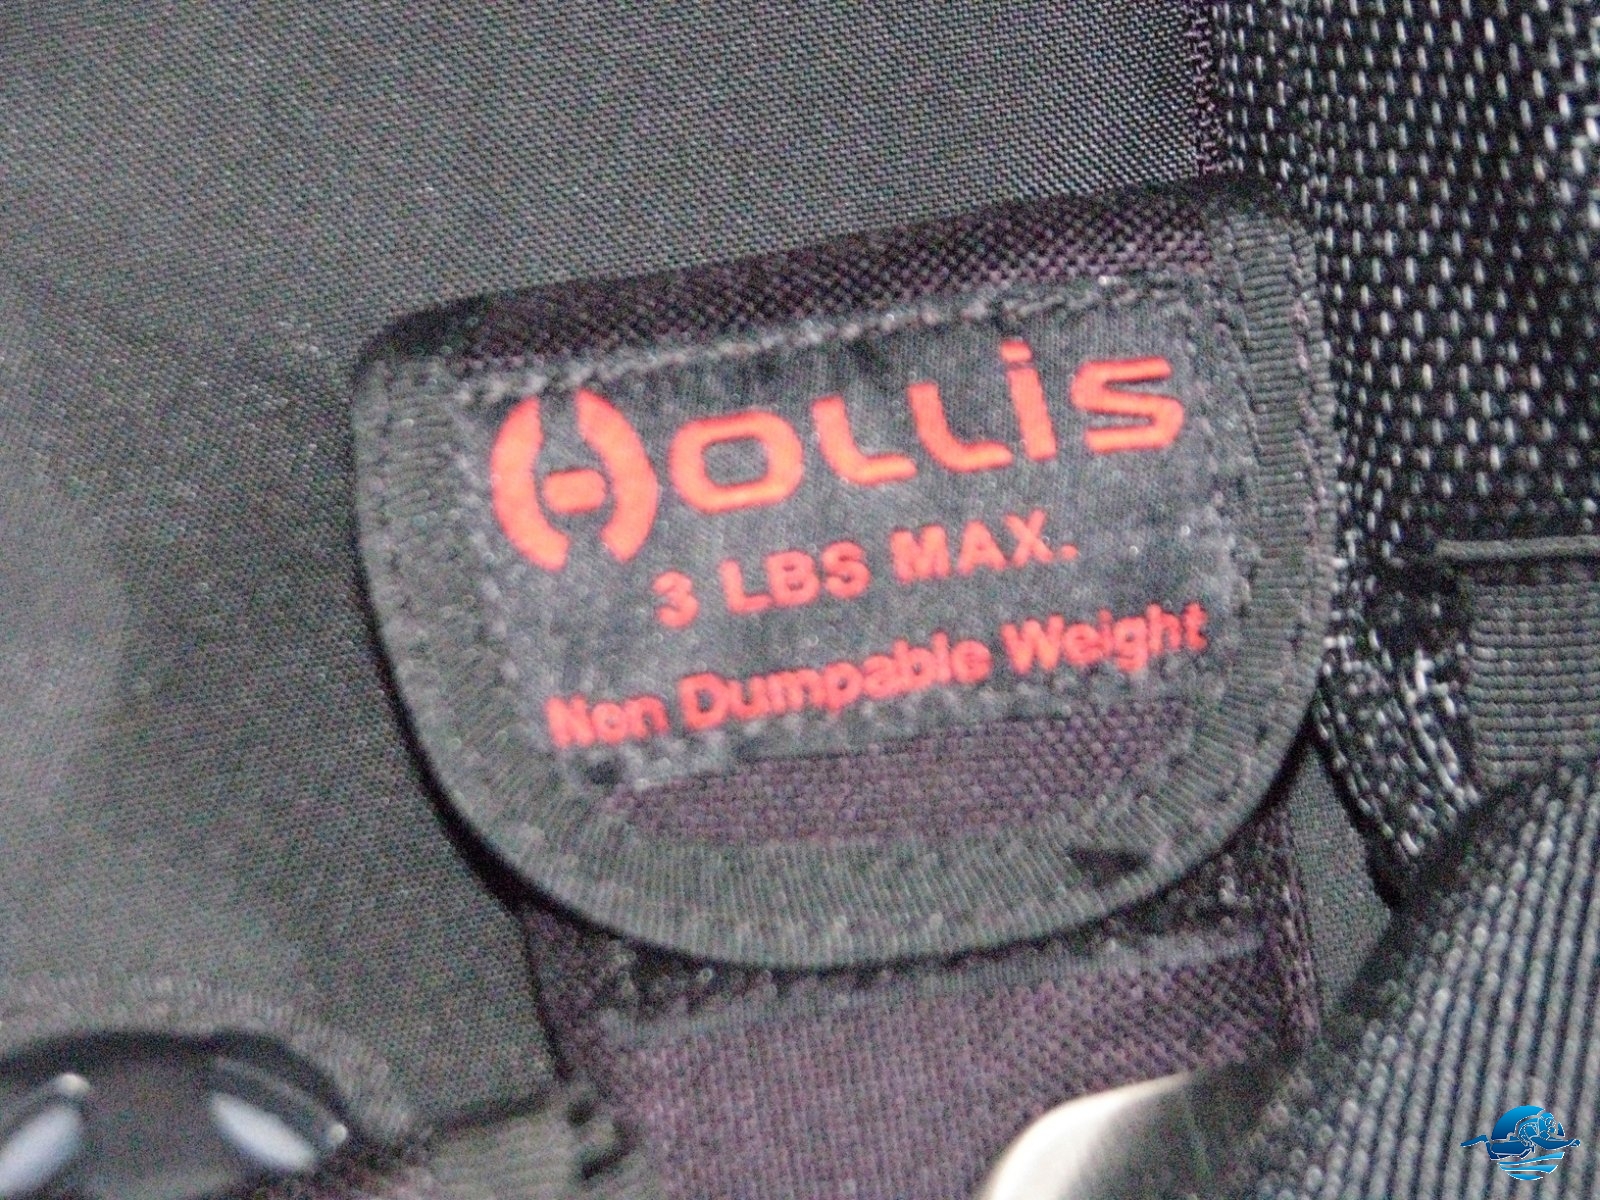 HOLLiS
3 LBS MAX.
Non Dumpable Weight